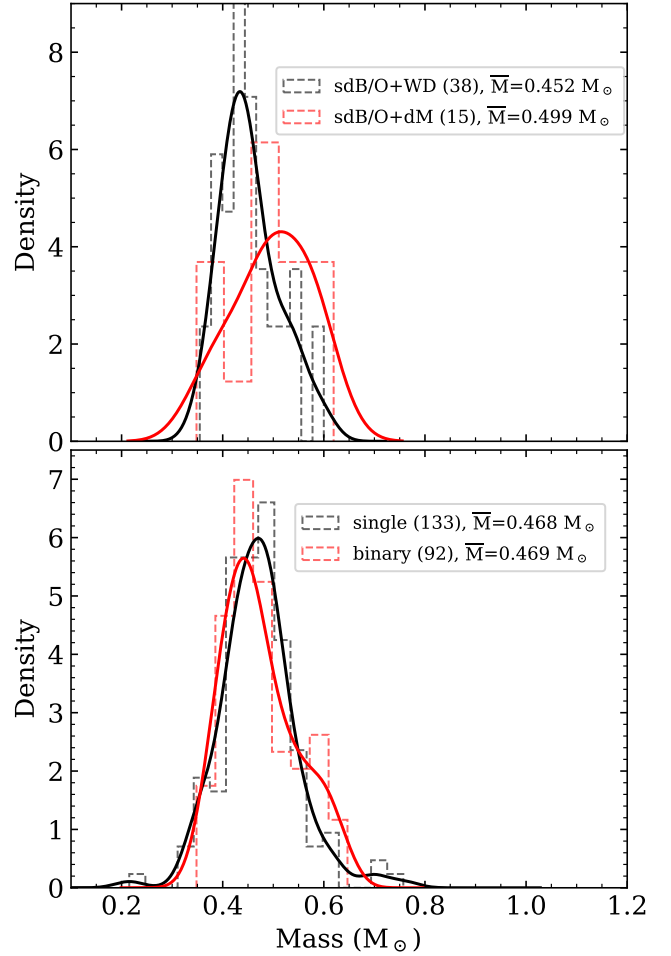 8
6
4
2
0
Density
sdB/O+WD (38), M̅=0.452 M⊙
sdB/O+dM (15), M̅=0.499 M⊙
7
6
5
4
3
2
1
0
Density
single (133), M̅=0.468 M⊙
binary (92), M̅=0.469 M⊙
0.2 0.4 0.6 0.8 1.0 1.2
Mass (M⊙)